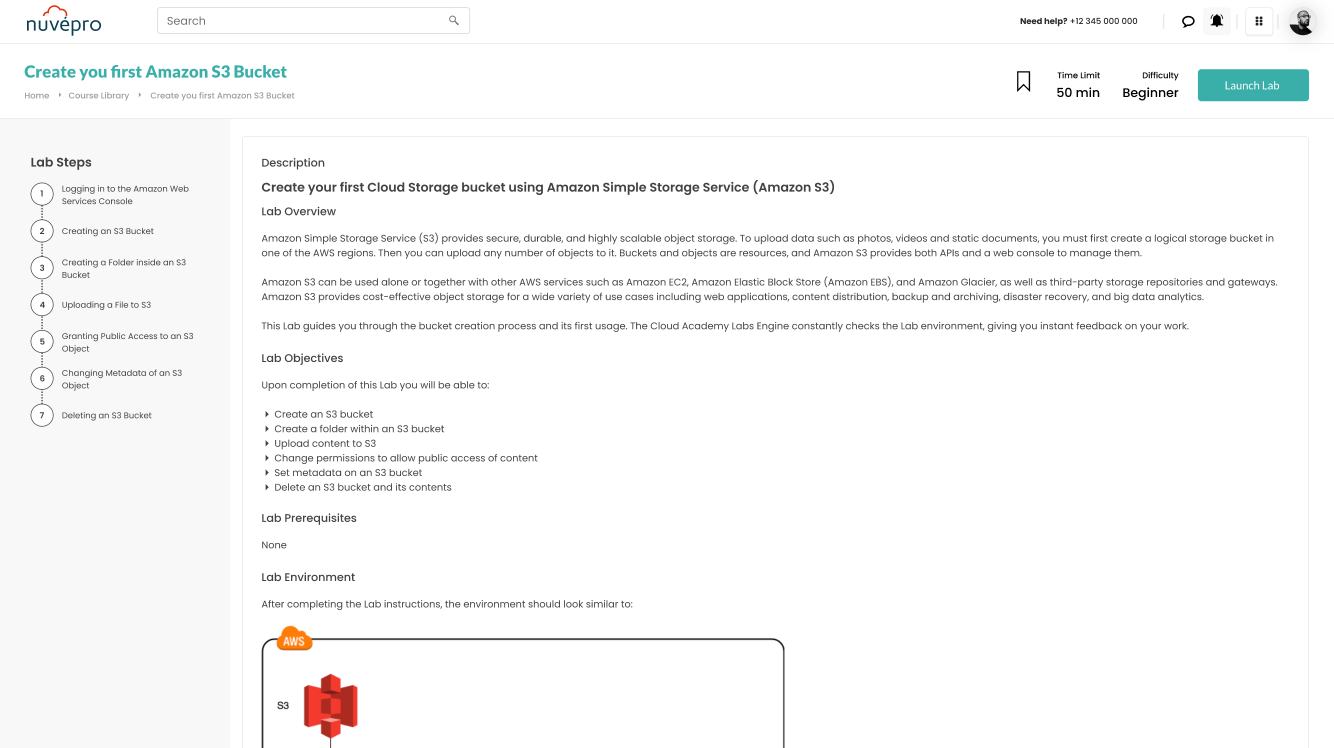 nuvepro
Search
Need help? +12 345 000 000
Create you first Amazon S3 Bucket
Home
Course Library
Create you first Amazon S3 Bucket
Time Limit
50 min
Difficulty
Beginner
Launch Lab
Lab Steps
1
Logging in to the Amazon Web
Services Console
2
Creating an S3 Bucket
3
Creating a Folder inside an S3
Bucket
4
Uploading a File to S3
5
Granting Public Access to an S3
Object
6
Changing Metadata of an S3
Object
7
Deleting an S3 Bucket
Description
Create your first Cloud Storage bucket using Amazon Simple Storage Service (Amazon S3)
Lab Overview
Amazon Simple Storage Service (S3) provides secure, durable, and highly scalable object storage. To upload data such as photos, videos and static documents, you must first create a logical storage bucket in
one of the AWS regions. Then you can upload any number of objects to it. Buckets and objects are resources, and Amazon S3 provides both APIs and a web console to manage them.
Amazon S3 can be used alone or together with other AWS services such as Amazon EC2, Amazon Elastic Block Store (Amazon EBS), and Amazon Glacier, as well as third-party storage repositories and gateways.
Amazon S3 provides cost-effective object storage for a wide variety of use cases including web applications, content distribution, backup and archiving, disaster recovery, and big data analytics.
This Lab guides you through the bucket creation process and its first usage. The Cloud Academy Labs Engine constantly checks the Lab environment, giving you instant feedback on your work.
Lab Objectives
Upon completion of this Lab you will be able to:
Create an S3 bucket
Create a folder within an S3 bucket
Upload content to S3
Change permissions to allow public access of content
Set metadata on an S3 bucket
Delete an S3 bucket and its contents
Lab Prerequisites
None
Lab Environment
After completing the Lab instructions, the environment should look similar to:
AWS
S3